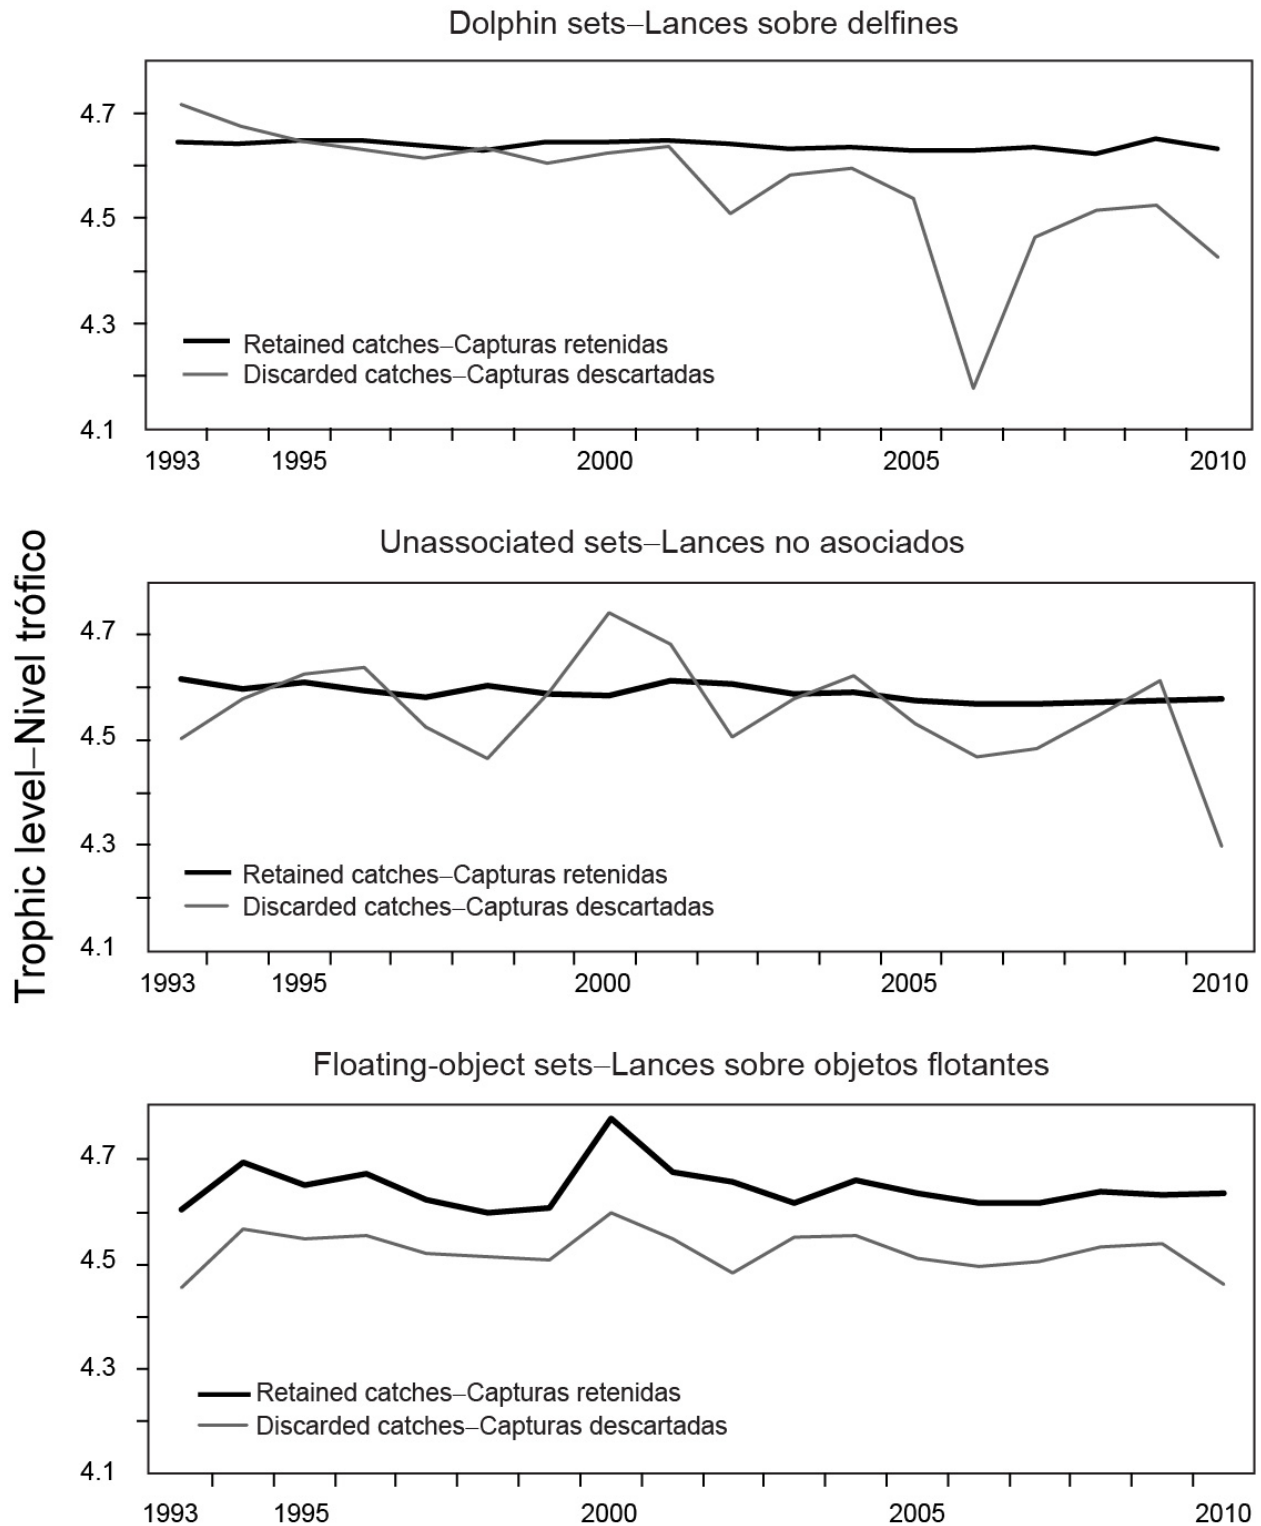 Dolphin sets–Lances sobre delfines
4.7
4.5
4.3
Retained catches–Capturas retenidas
Discarded catches–Capturas descartadas
4.1
1993 1995 2000 2005 2010
Trophic level–Nivel trófico
Unassociated sets–Lances no asociados
4.7
4.5
4.3
Retained catches–Capturas retenidas
Discarded catches–Capturas descartadas
4.1
1993 1995 2000 2005 2010
Floating-object sets–Lances sobre objetos flotantes
4.7
4.5
4.3
Retained catches–Capturas retenidas
Discarded catches–Capturas descartadas
4.1
1993 1995 2000 2005 2010